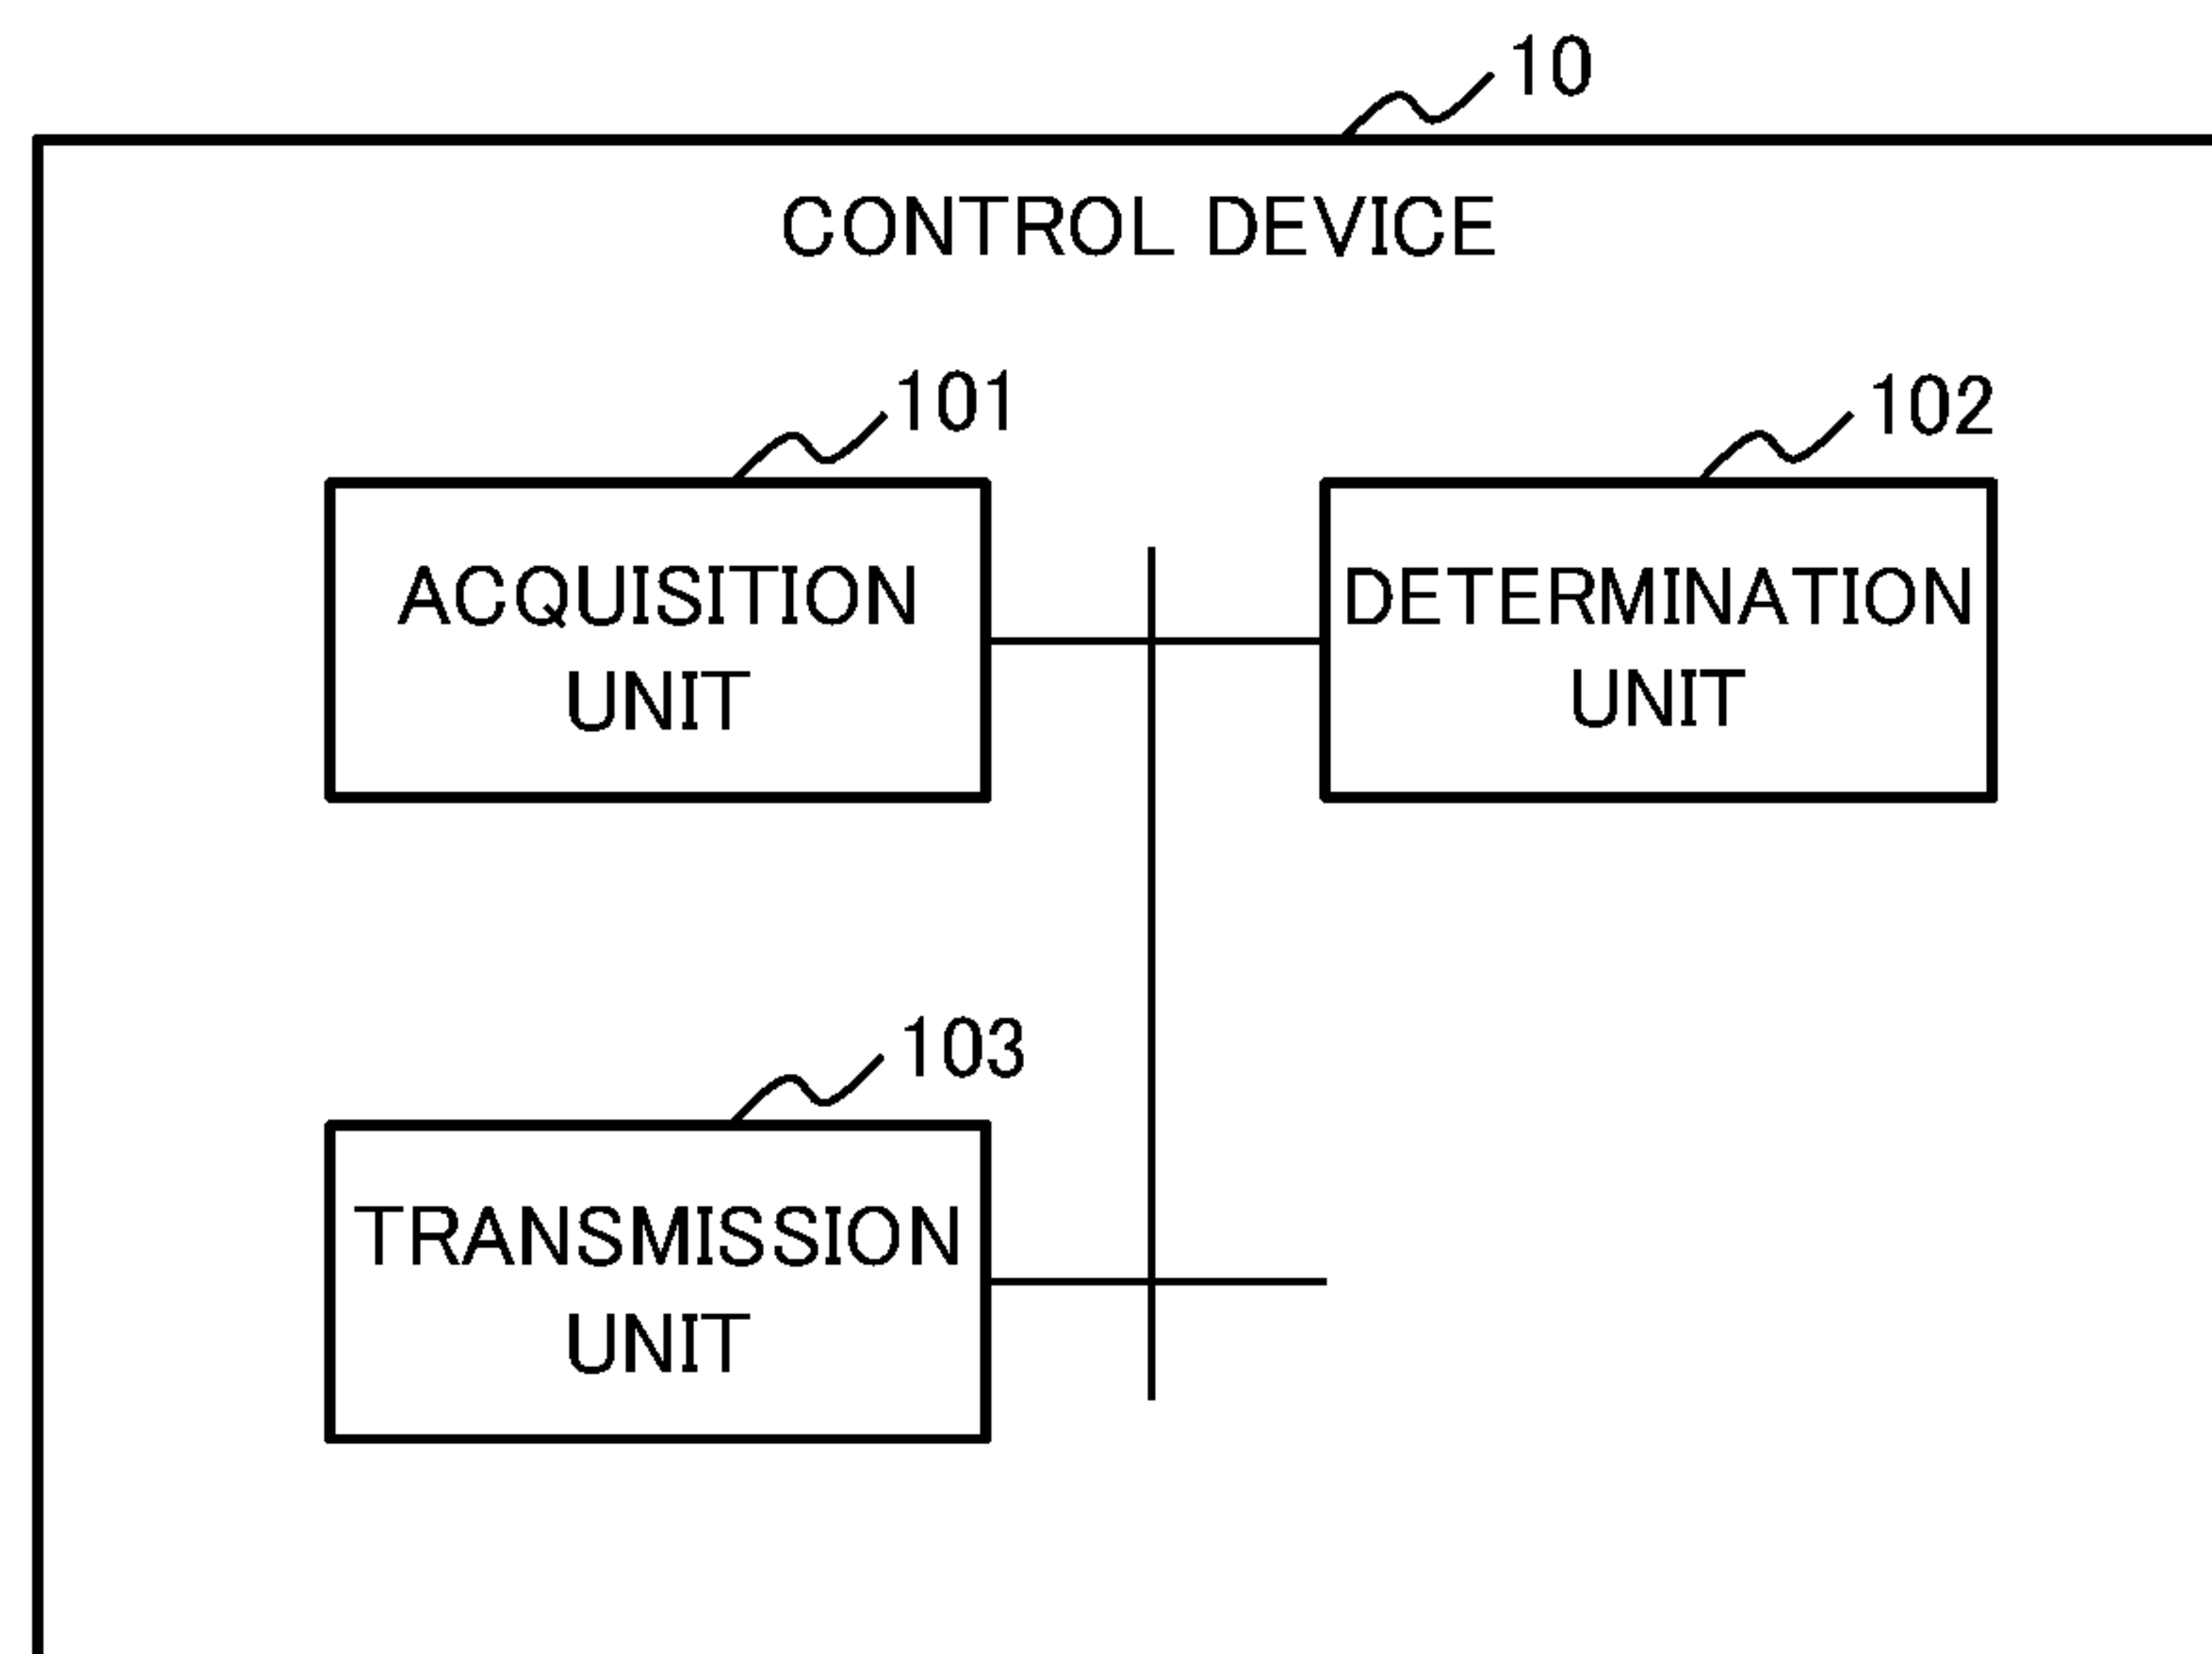 10
CONTROL DEVICE
101
102
ACQUISITION
UNIT
DETERMINATION
UNIT
103
TRANSMISSION
UNIT